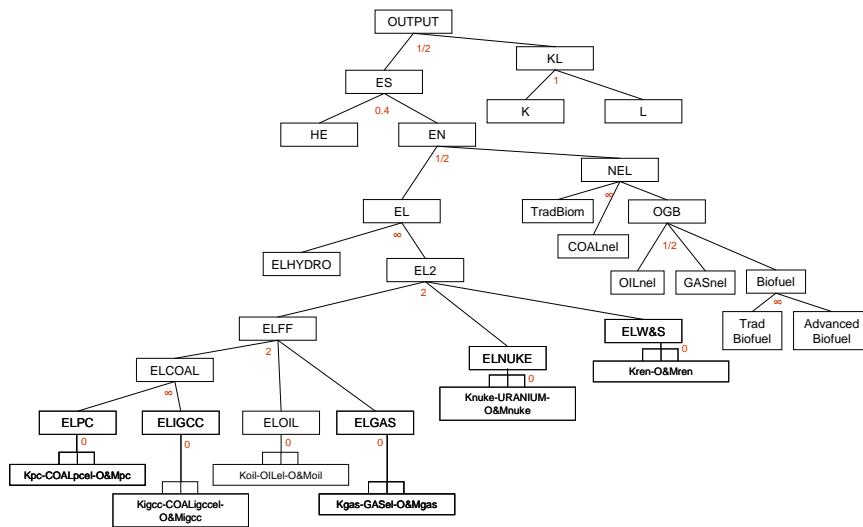 OUTPUT
1/2
ES
KL
0.4
1
HE
EN
K
L
1/2
NEL
EL
TradBiom
∞
OGB
∞
COALnel
1/2
ELHYDRO
EL2
OILnel
GASnel
Biofuel
2
∞
ELFF
ELW&S
Trad
Biofuel
Advanced
Biofuel
2
ELNUKE
0
ELCOAL
0
Kren-O&Mren
∞
Knuke-URANIUM-
O&Mnuke
ELPC
ELIGCC
ELOIL
ELGAS
0
0
0
0
Kpc-COALpcel-O&Mpc
Koil-OILel-O&Moil
Kigcc-COALigccel-
O&Migcc
Kgas-GASel-O&Mgas